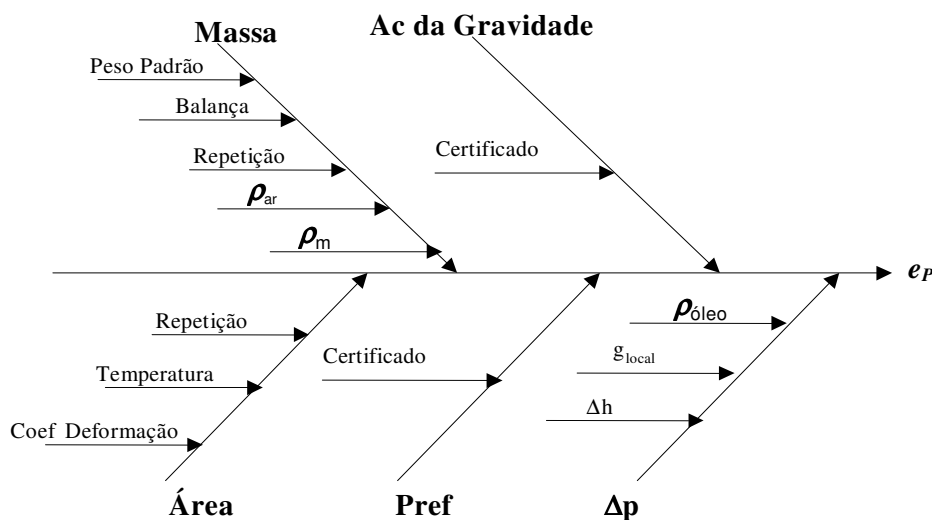 Massa
Ac da Gravidade
Peso Padrão
Balança
Repetição
Certificado
ρar
ρm
eP
ρóleo
Repetição
Certificado
glocal
Temperatura
Δh
Coef Deformação
Área
Pref
Δp